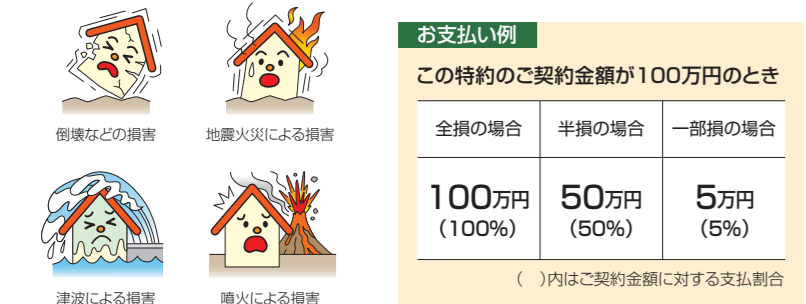 倒壊などの損害
地震火災による損害
津波による損害
噴火による損害
お支払い例
この特約のご契約金額が100万円のとき
全損の場合
半損の場合
一部損の場合
100万円
(100%)
50万円
(50%)
5万円
(5%)
(　)内はご契約金額に対する支払割合